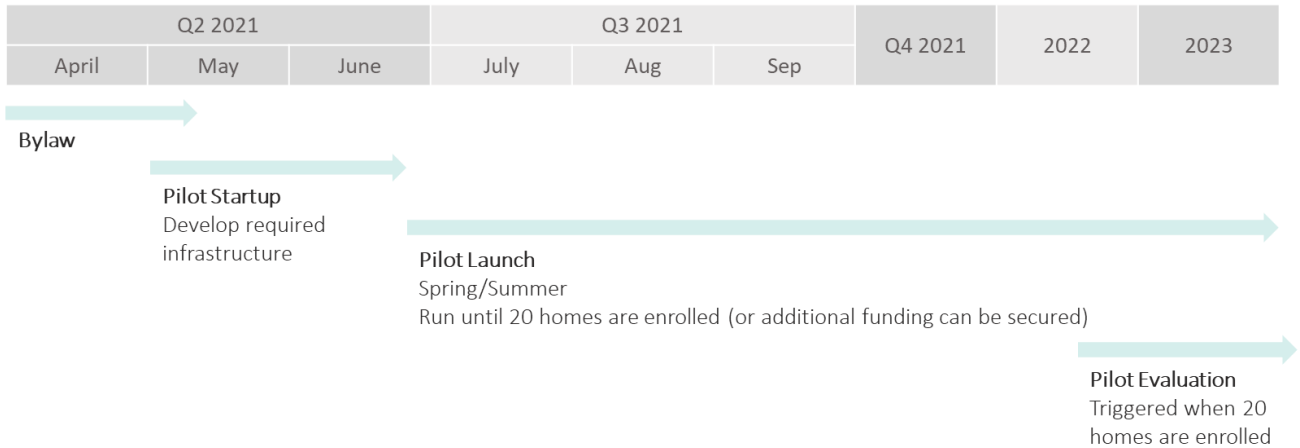 Q2 2021
Q3 2021
Q4 2021
2022
2023
April
May
June
July
Aug
Sep
Bylaw
Pilot Startup
Develop required
infrastructure
Pilot Launch
Spring/Summer
Run until 20 homes are enrolled (or additional funding can be secured)
Pilot Evaluation
Triggered when 20
homes are enrolled